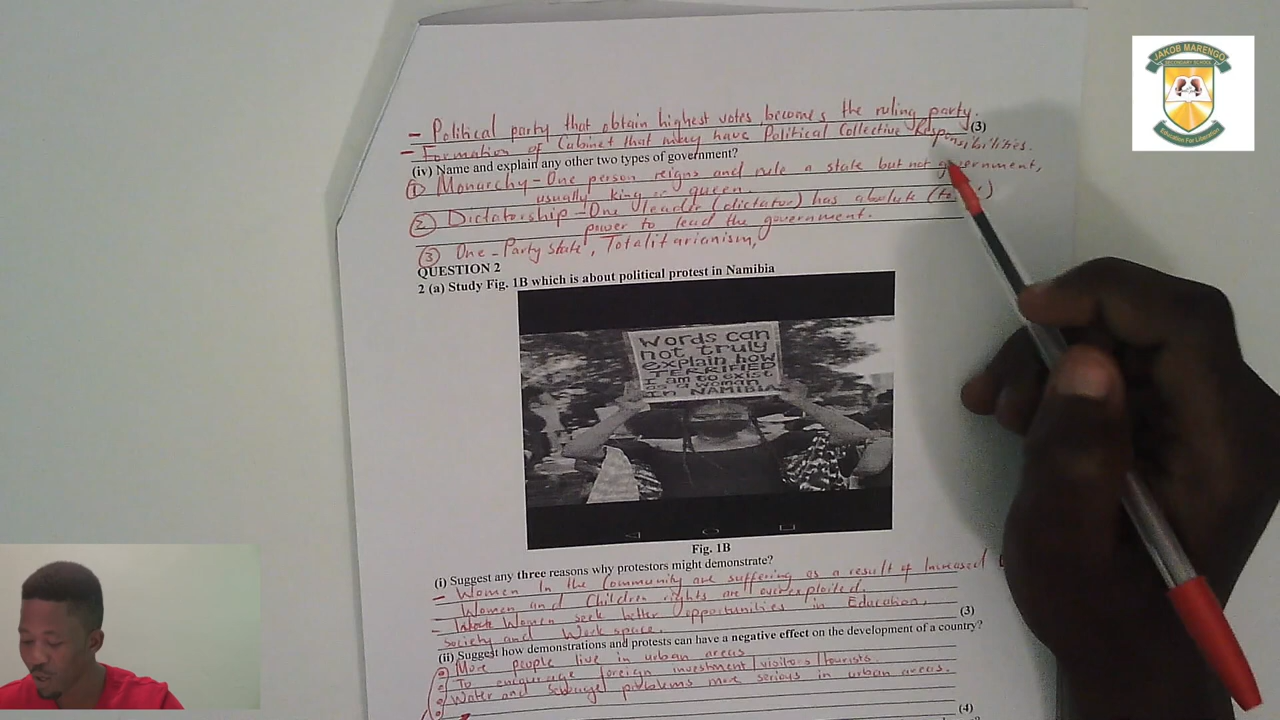 JAKOB MARENGO
SECONDARY SCHOOL
Education For Liberation
- Political party that obtain highest votes, becomes the ruling party.
- Formation of Cabinet that may have Political Collective Responsibilities.
(3)
(iv) Name and explain any other two types of government?
① Monarchy - One person reigns and rule a state but not government,
usually king or queen.
② Dictatorship - One leader (dictator) has absolute
power to lead the government.
③ One-Party state, Totalitarianism,
QUESTION 2
2 (a) Study Fig. 1B which is about political protest in Namibia
Words can
not truly
explain how
TERRIFIED
I am to exist
as a woman
IN NAMIBIA
Fig. 1B
(i) Suggest any three reasons why protestors might demonstrate?
- Women in the Community are suffering as a result of Increased
Women and Children rights are overexploited.
- Women seek better opportunities in Education,
society and Work space.
(3)
(ii) Suggest how demonstrations and protests can have a negative effect on the development of a country?
More people live in urban areas
To encourage foreign investment / visitors / tourists.
Water and sewage problems more serious in urban areas.
(4)